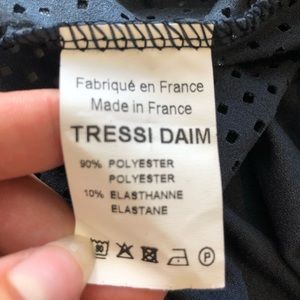 Fabriqué en France
Made in France
TRESSI DAIM
90% POLYESTER
POLYESTER
10% ELASTHANNE
ELASTANE
P